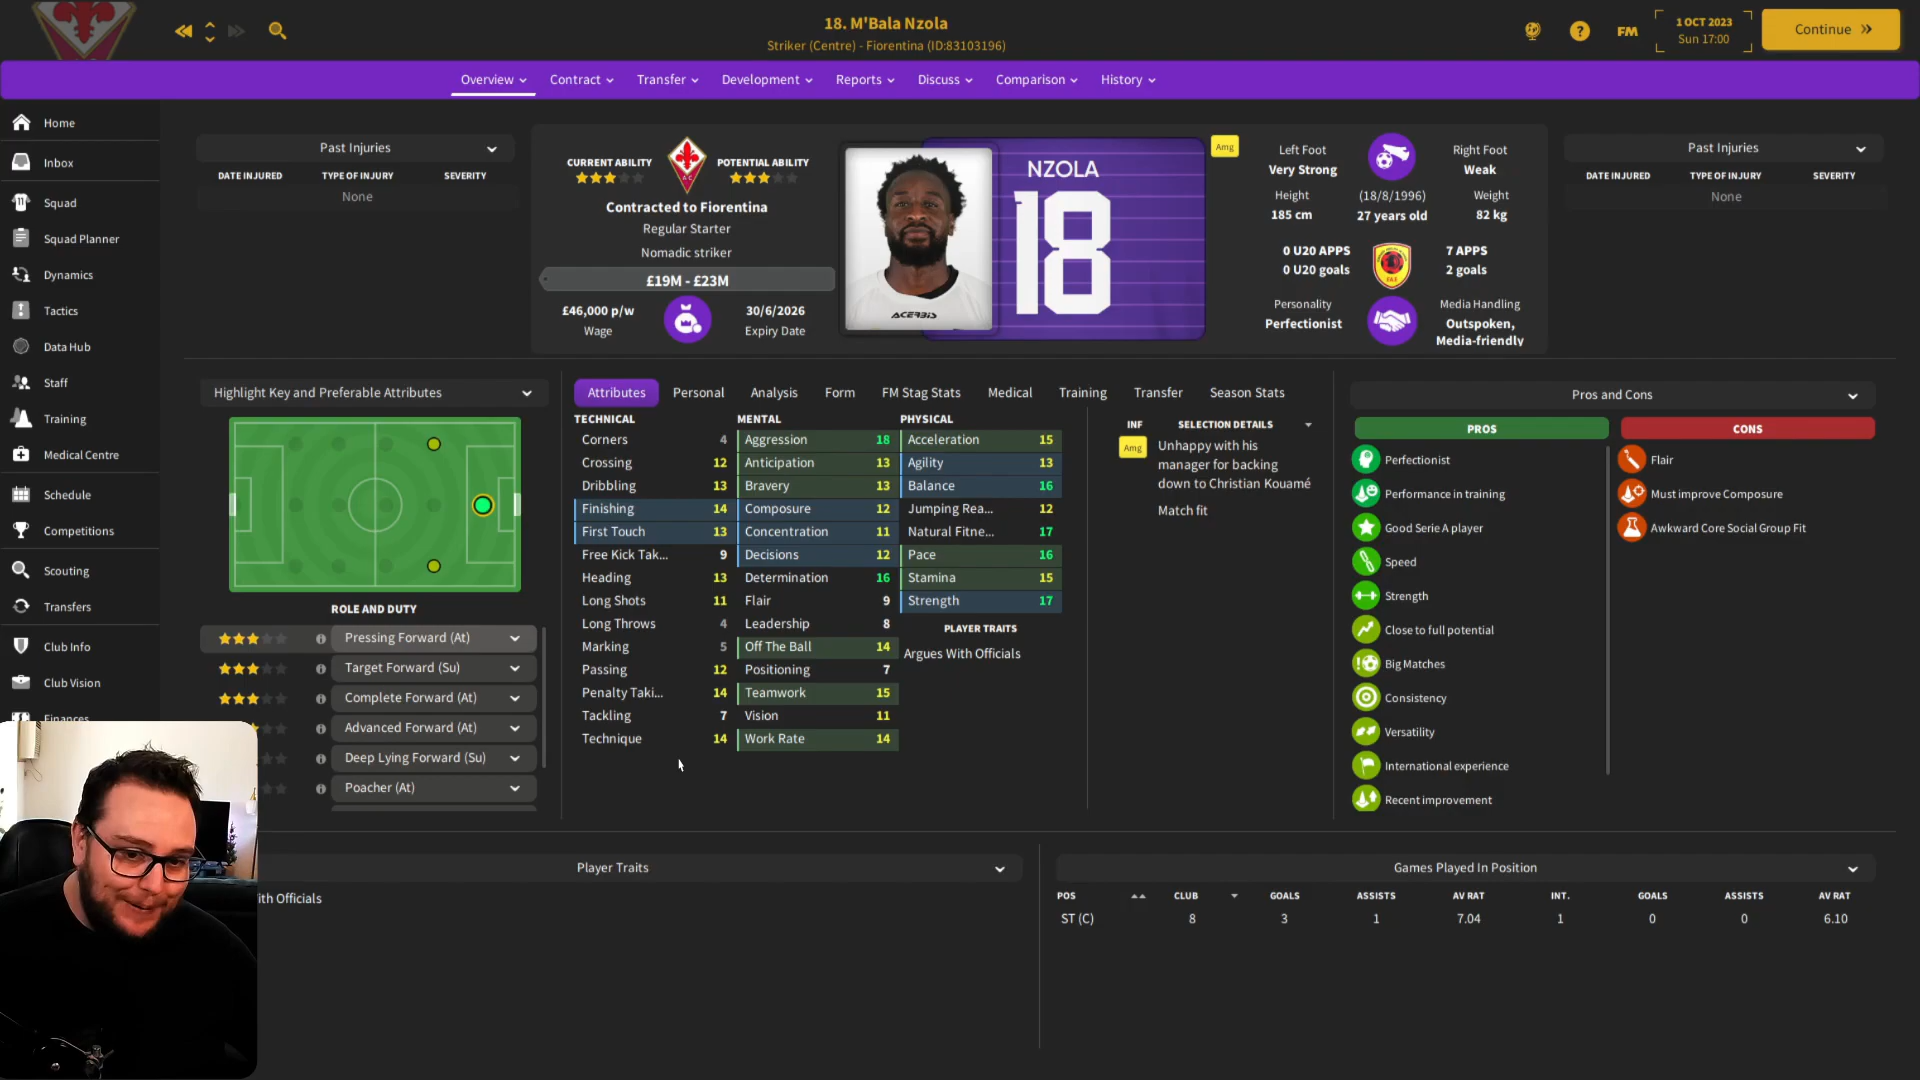 18. M'Bala Nzola
Striker (Centre) - Fiorentina (ID:83103196)
FM
1 OCT 2023
Sun 17:00
Continue
Overview
Contract
Transfer
Development
Reports
Discuss
Comparison
History
Home
Inbox
Squad
Squad Planner
Dynamics
Tactics
Data Hub
Staff
Training
Medical Centre
Schedule
Competitions
Scouting
Transfers
Club Info
Club Vision
Finances
Past Injuries
DATE INJURED TYPE OF INJURY SEVERITY
None
CURRENT ABILITY
POTENTIAL ABILITY
Contracted to Fiorentina
Regular Starter
Nomadic striker
£19M - £23M
£46,000 p/w
Wage
30/6/2026
Expiry Date
ACERBIS
NZOLA
18
Amg
Left Foot
Very Strong
Right Foot
Weak
Height
185 cm
(18/8/1996)
27 years old
Weight
82 kg
0 U20 APPS
0 U20 goals
7 APPS
2 goals
Personality
Perfectionist
Media Handling
Outspoken,
Media-friendly
Past Injuries
DATE INJURED TYPE OF INJURY SEVERITY
None
Highlight Key and Preferable Attributes
ROLE AND DUTY
Pressing Forward (At)
Target Forward (Su)
Complete Forward (At)
Advanced Forward (At)
Deep Lying Forward (Su)
Poacher (At)
Attributes Personal Analysis Form FM Stag Stats Medical Training Transfer Season Stats
TECHNICAL
Corners 4
Crossing 12
Dribbling 13
Finishing 14
First Touch 13
Free Kick Tak... 9
Heading 13
Long Shots 11
Long Throws 4
Marking 5
Passing 12
Penalty Taki... 14
Tackling 7
Technique 14
MENTAL
Aggression 18
Anticipation 13
Bravery 13
Composure 12
Concentration 11
Decisions 12
Determination 16
Flair 9
Leadership 8
Off The Ball 14
Positioning 7
Teamwork 15
Vision 11
Work Rate 14
PHYSICAL
Acceleration 15
Agility 13
Balance 16
Jumping Rea... 12
Natural Fitne... 17
Pace 16
Stamina 15
Strength 17
PLAYER TRAITS
Argues With Officials
INF SELECTION DETAILS
Amg
Unhappy with his
manager for backing
down to Christian Kouamé
Match fit
Pros and Cons
PROS
Perfectionist
Performance in training
Good Serie A player
Speed
Strength
Close to full potential
Big Matches
Consistency
Versatility
International experience
Recent improvement
CONS
Flair
Must improve Composure
Awkward Core Social Group Fit
Player Traits
ith Officials
Games Played In Position
POS CLUB GOALS ASSISTS AV RAT INT. GOALS ASSISTS AV RAT
ST (C) 8 3 1 7.04 1 0 0 6.10